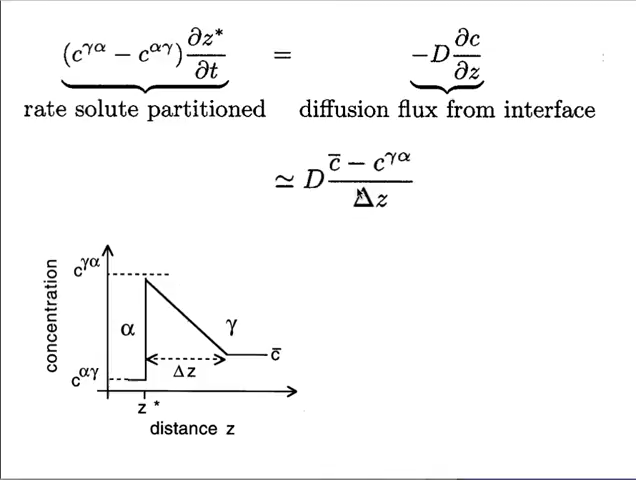 (c^γα − c^αγ) ∂z*/∂t = −D ∂c/∂z
rate solute partitioned diffusion flux from interface
≃ D (c̄ − c^γα)/Δz
c^γα
concentration
α
γ
c̄
Δz
c^αγ
z *
distance z